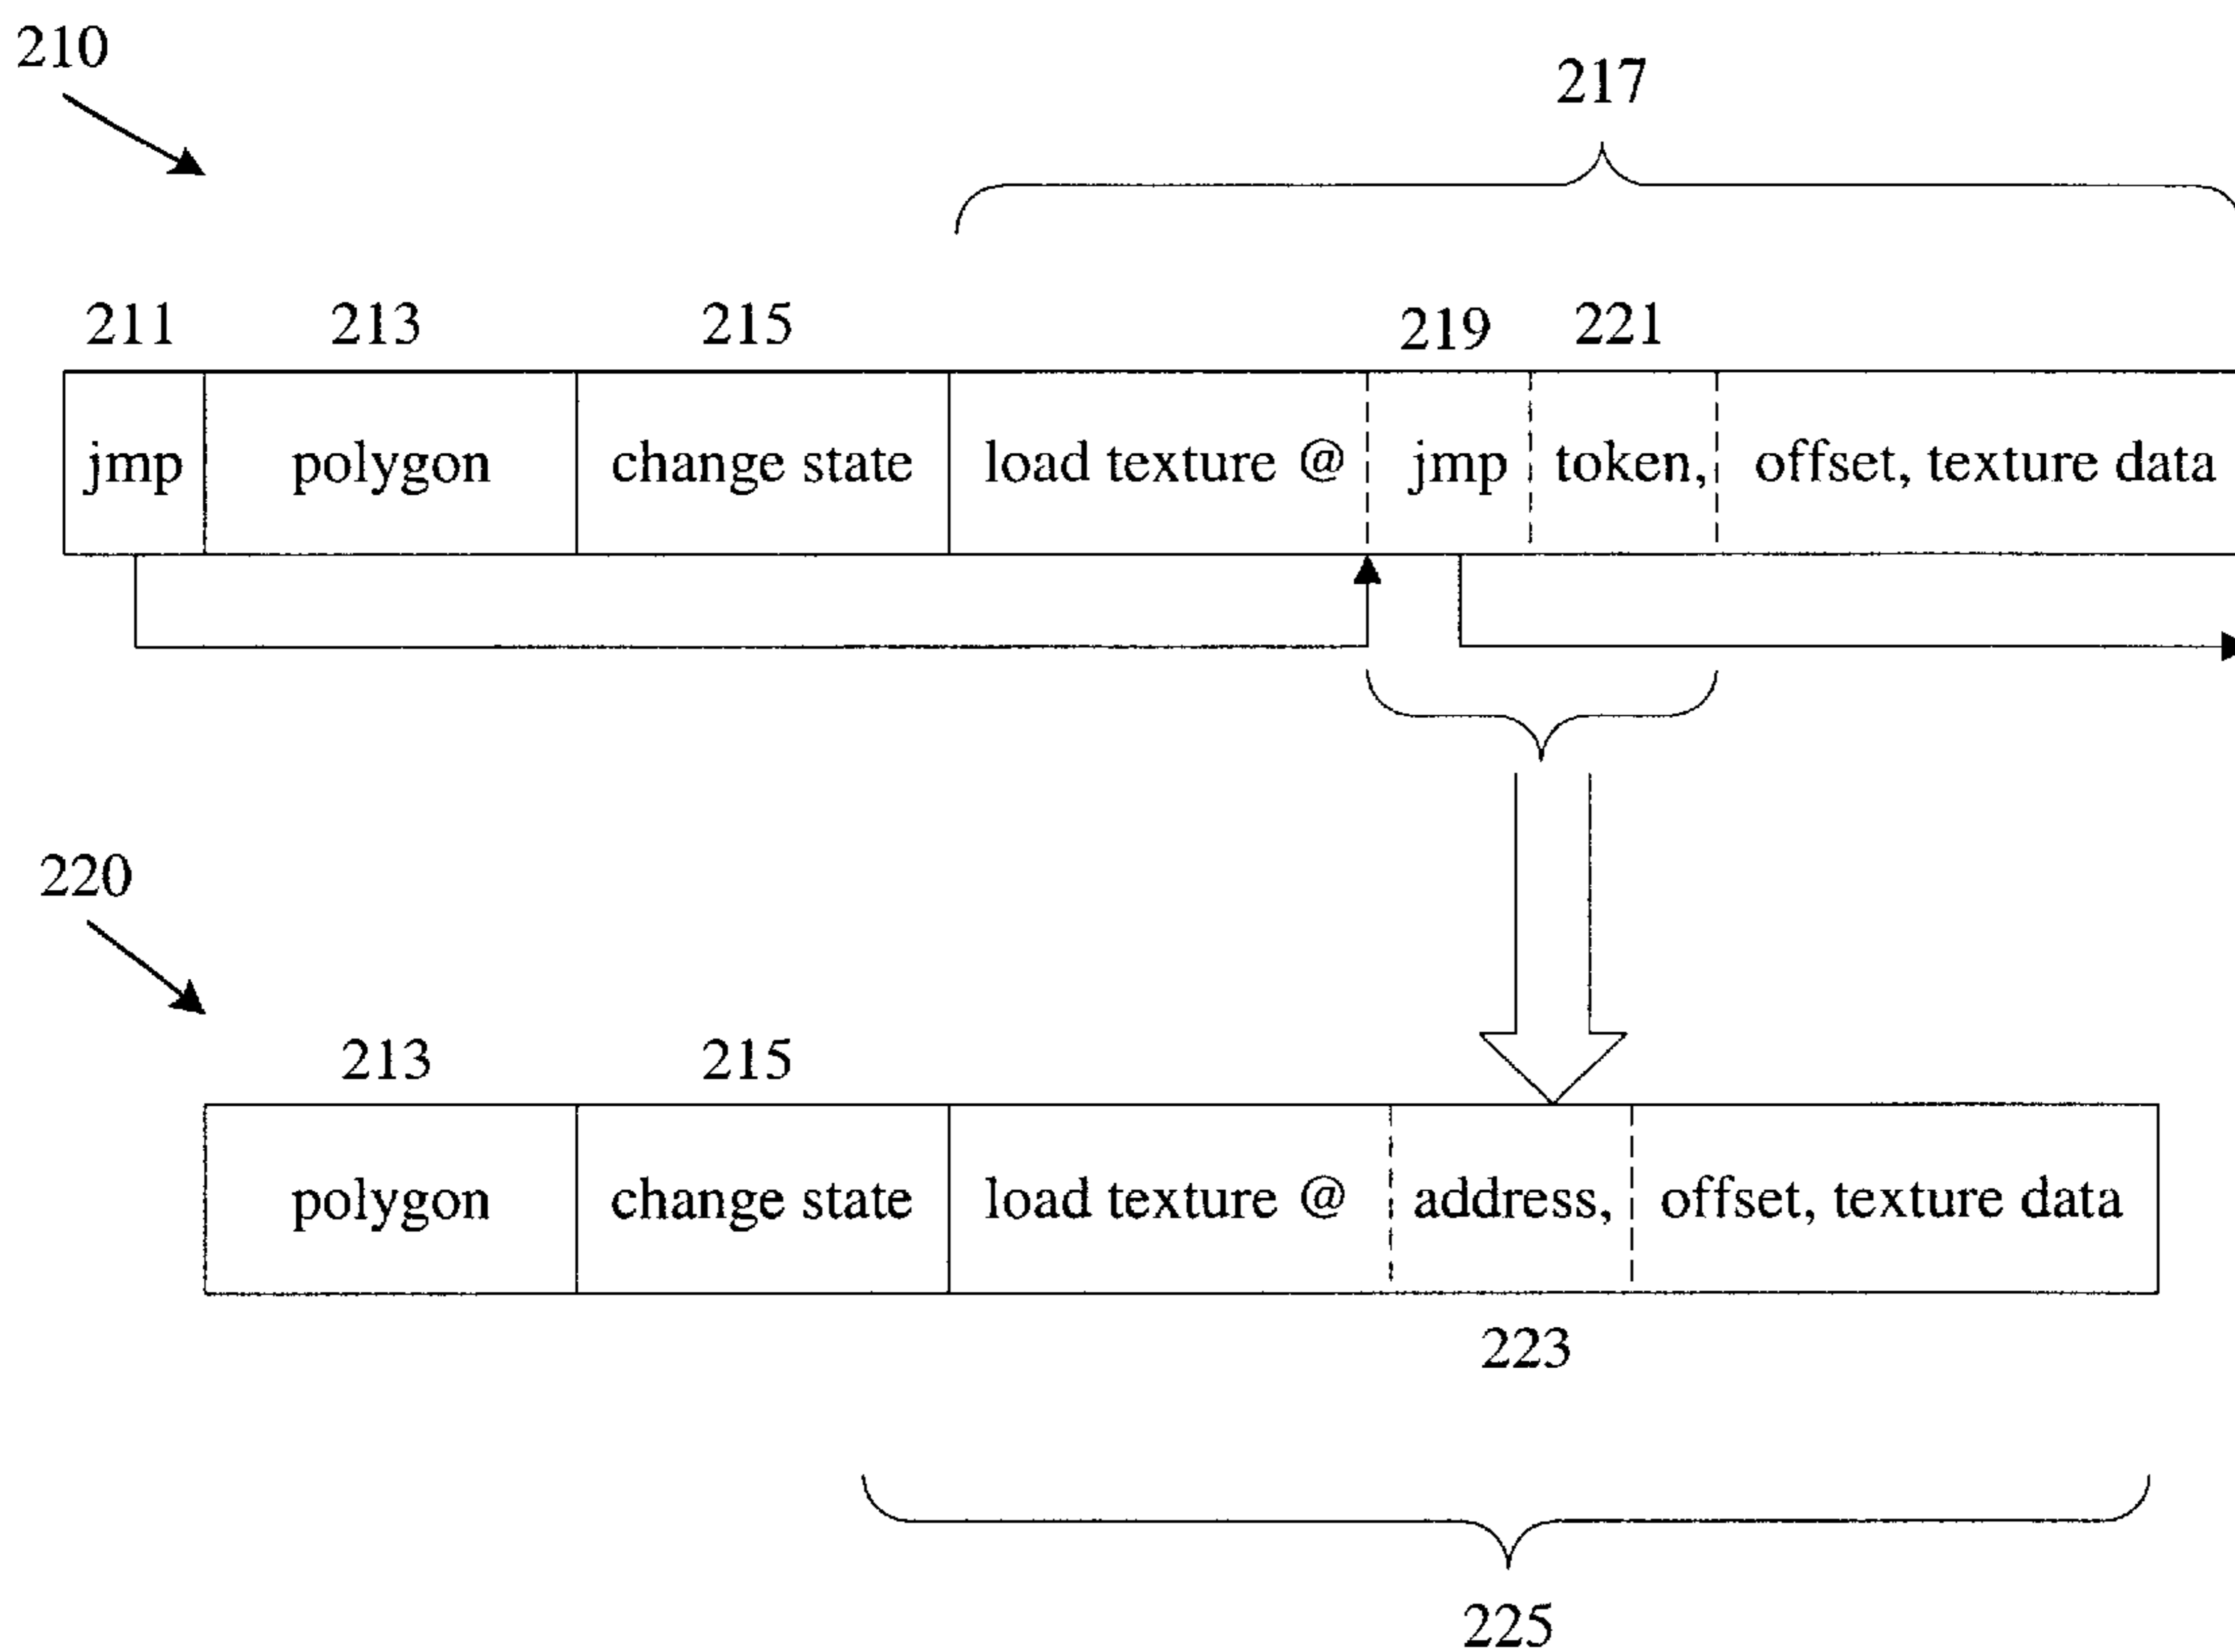 210
217
211 213 215 219 221
jmp polygon change state load texture @ jmp token, offset, texture data
220
213 215
polygon change state load texture @ address, offset, texture data
223
225